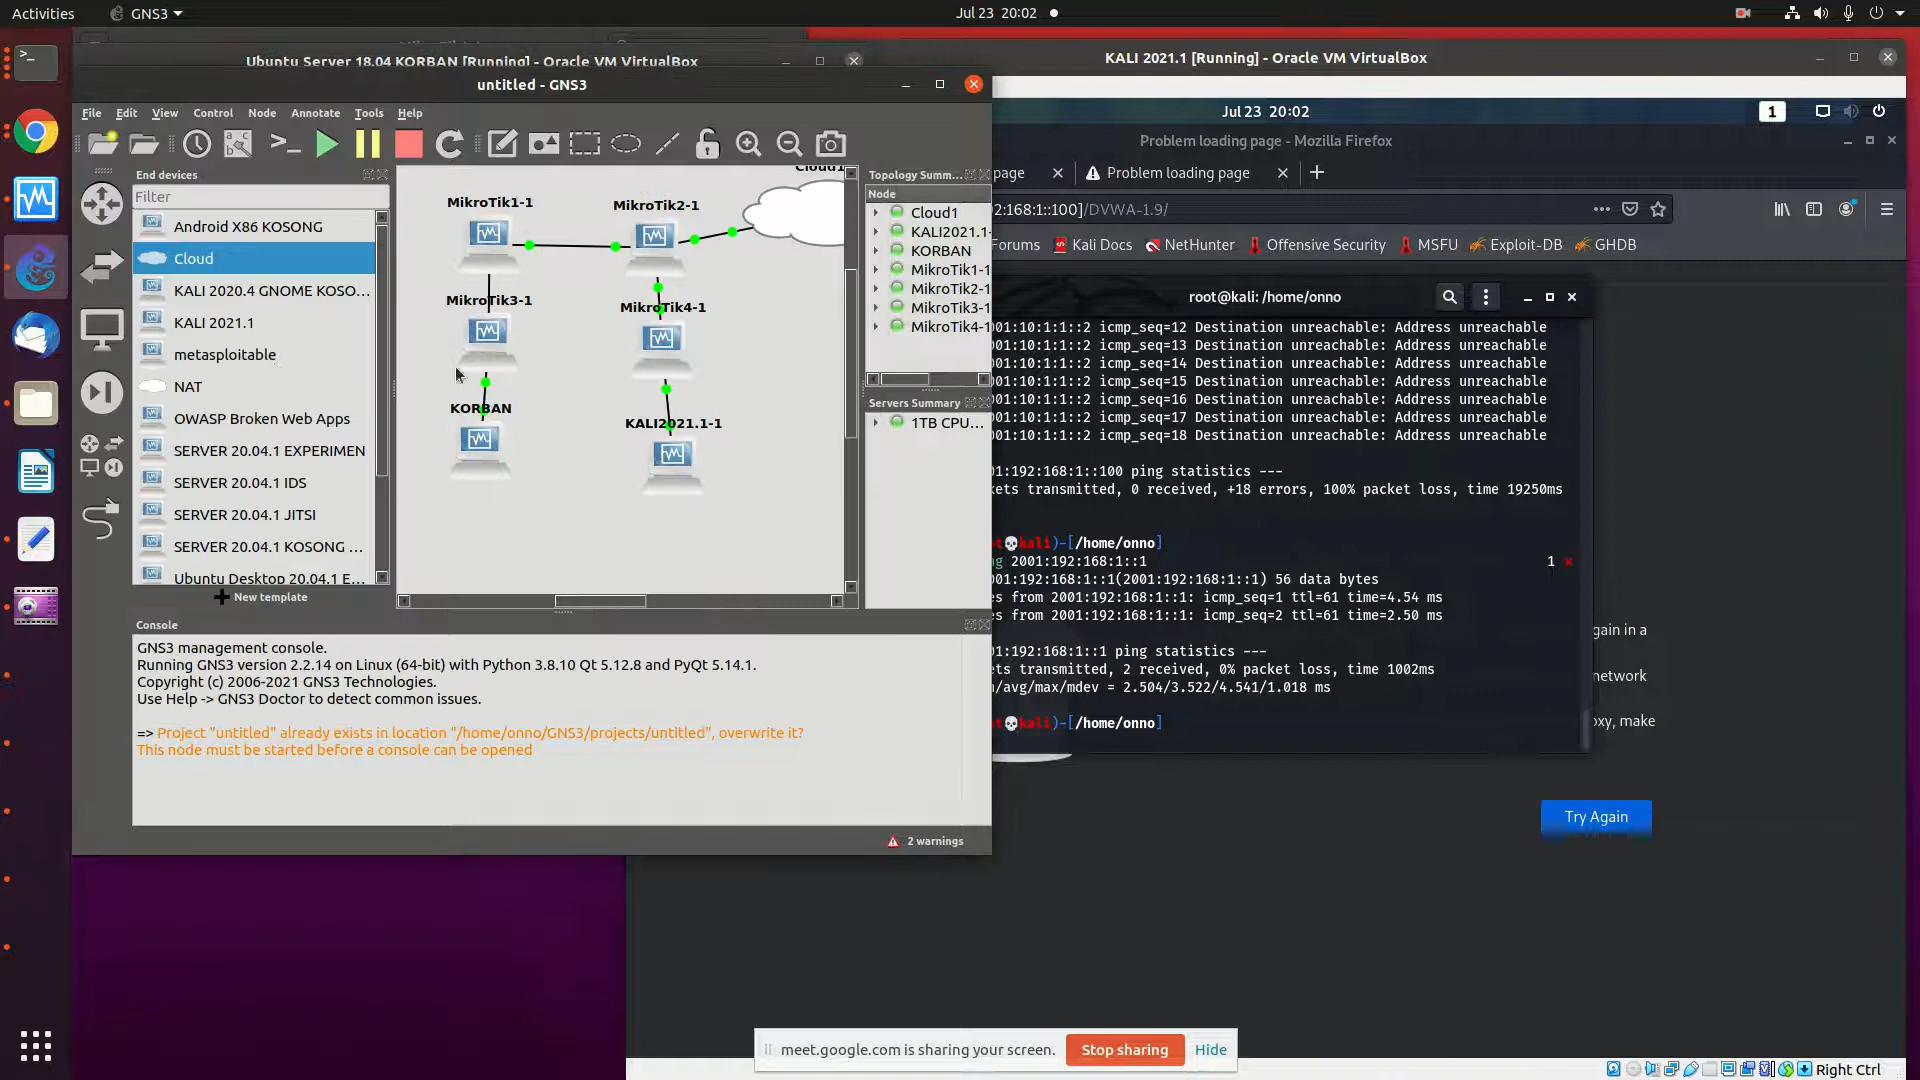 Activities
GNS3
Jul 23 20:02
Ubuntu Server 18.04 KORBAN [Running] - Oracle VM VirtualBox
untitled - GNS3
File Edit View Control Node Annotate Tools Help
End devices
Filter
Android X86 KOSONG
Cloud
KALI 2020.4 GNOME KOSO...
KALI 2021.1
metasploitable
NAT
OWASP Broken Web Apps
SERVER 20.04.1 EXPERIMEN
SERVER 20.04.1 IDS
SERVER 20.04.1 JITSI
SERVER 20.04.1 KOSONG ...
Ubuntu Desktop 20.04.1 E...
New template
Cloud1
MikroTik1-1
MikroTik2-1
MikroTik3-1
MikroTik4-1
KORBAN
KALI2021.1-1
Topology Summ...
Node
Cloud1
KALI2021.1-
KORBAN
MikroTik1-1
MikroTik2-1
MikroTik3-1
MikroTik4-1
Servers Summary
1TB CPU...
Console
GNS3 management console.
Running GNS3 version 2.2.14 on Linux (64-bit) with Python 3.8.10 Qt 5.12.8 and PyQt 5.14.1.
Copyright (c) 2006-2021 GNS3 Technologies.
Use Help -> GNS3 Doctor to detect common issues.
=> Project "untitled" already exists in location "/home/onno/GNS3/projects/untitled", overwrite it?
This node must be started before a console can be opened
2 warnings
KALI 2021.1 [Running] - Oracle VM VirtualBox
Jul 23 20:02
1
Problem loading page - Mozilla Firefox
page
Problem loading page
2:168:1::100]/DVWA-1.9/
orums Kali Docs NetHunter Offensive Security MSFU Exploit-DB GHDB
root@kali: /home/onno
01:10:1:1::2 icmp_seq=12 Destination unreachable: Address unreachable
01:10:1:1::2 icmp_seq=13 Destination unreachable: Address unreachable
01:10:1:1::2 icmp_seq=14 Destination unreachable: Address unreachable
01:10:1:1::2 icmp_seq=15 Destination unreachable: Address unreachable
01:10:1:1::2 icmp_seq=16 Destination unreachable: Address unreachable
01:10:1:1::2 icmp_seq=17 Destination unreachable: Address unreachable
01:10:1:1::2 icmp_seq=18 Destination unreachable: Address unreachable
1:192:168:1::100 ping statistics ---
ets transmitted, 0 received, +18 errors, 100% packet loss, time 19250ms
t💀kali)-[/home/onno]
g 2001:192:168:1::1
1
01:192:168:1::1(2001:192:168:1::1) 56 data bytes
s from 2001:192:168:1::1: icmp_seq=1 ttl=61 time=4.54 ms
s from 2001:192:168:1::1: icmp_seq=2 ttl=61 time=2.50 ms
1:192:168:1::1 ping statistics ---
ets transmitted, 2 received, 0% packet loss, time 1002ms
/avg/max/mdev = 2.504/3.522/4.541/1.018 ms
t💀kali)-[/home/onno]
gain in a
network
oxy, make
Try Again
meet.google.com is sharing your screen.
Stop sharing
Hide
Right Ctrl